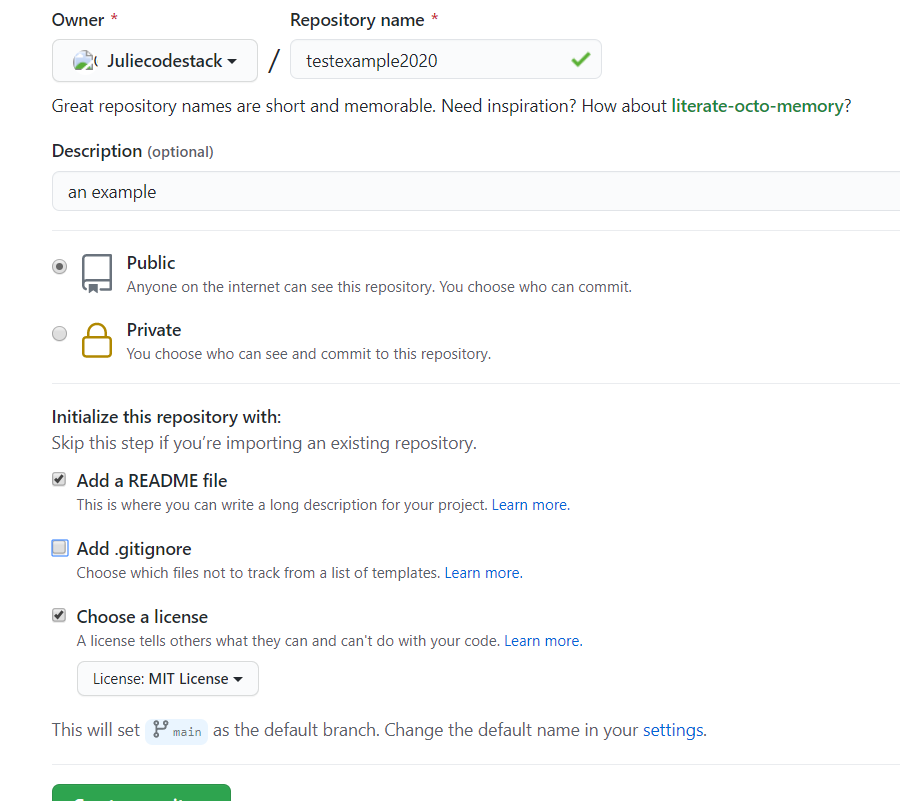 Owner * Repository name *
Juliecodestack / testexample2020
Great repository names are short and memorable. Need inspiration? How about literate-octo-memory?
Description (optional)
an example
Public
Anyone on the internet can see this repository. You choose who can commit.
Private
You choose who can see and commit to this repository.
Initialize this repository with:
Skip this step if you're importing an existing repository.
Add a README file
This is where you can write a long description for your project. Learn more.
Add .gitignore
Choose which files not to track from a list of templates. Learn more.
Choose a license
A license tells others what they can and can't do with your code. Learn more.
License: MIT License
This will set main as the default branch. Change the default name in your settings.